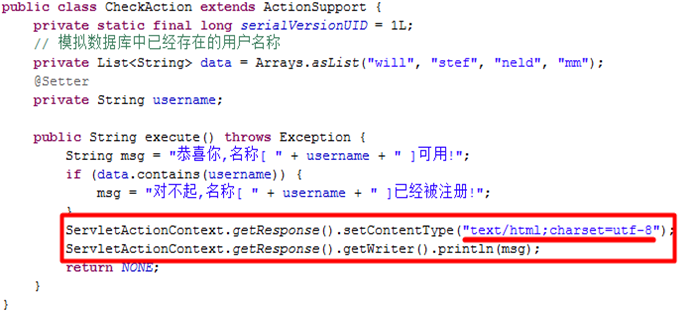 public class CheckAction extends ActionSupport {
    private static final long serialVersionUID = 1L;
    // 模拟数据库中已经存在的用户名称
    private List<String> data = Arrays.asList("will", "stef", "neld", "mm");
    @Setter
    private String username;

    public String execute() throws Exception {
        String msg = "恭喜你,名称[ " + username + " ]可用!";
        if (data.contains(username)) {
            msg = "对不起,名称[ " + username + " ]已经被注册!";
        }
        ServletActionContext.getResponse().setContentType("text/html;charset=utf-8");
        ServletActionContext.getResponse().getWriter().println(msg);
        return NONE;
    }
}